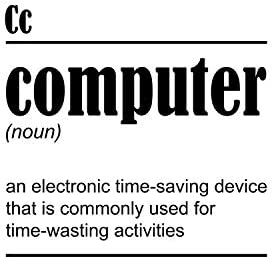 Cc
computer
(noun)
an electronic time-saving device
that is commonly used for
time-wasting activities